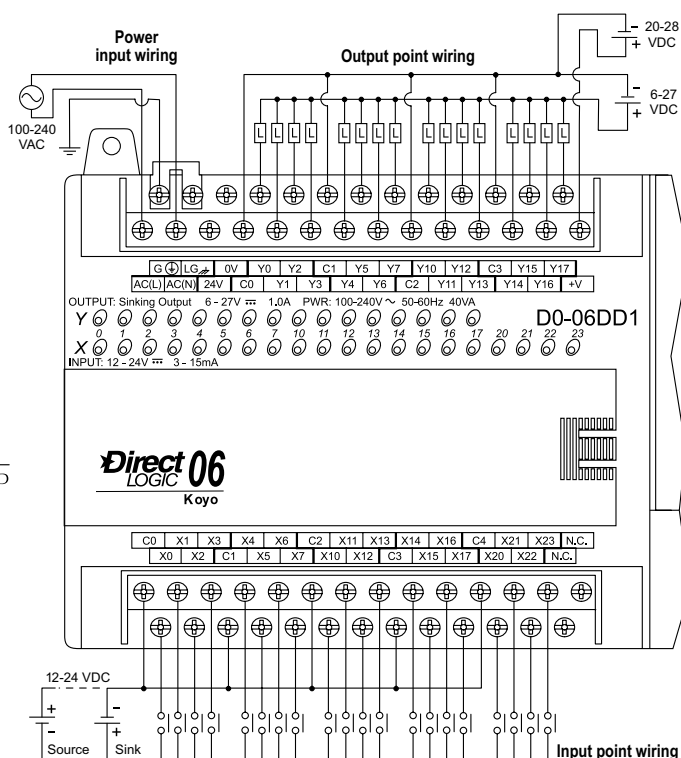 20-28
VDC
Power
input wiring
Output point wiring
6-27
VDC
100-240
VAC
L L L L L L L L L L L L L L L L
G LG 0V Y0 Y2 C1 Y5 Y7 Y10 Y12 C3 Y15 Y17
AC(L) AC(N) 24V C0 Y1 Y3 Y4 Y6 C2 Y11 Y13 Y14 Y16 +V
OUTPUT: Sinking Output 6 - 27V 1.0A PWR: 100-240V ~ 50-60Hz 40VA
D0-06DD1
Y
0 1 2 3 4 5 6 7 10 11 12 13 14 15 16 17 20 21 22 23
X
INPUT: 12 - 24V 3 - 15mA
Direct
LOGIC 06
Koyo
C0 X1 X3 X4 X6 C2 X11 X13 X14 X16 C4 X21 X23 N.C.
X0 X2 C1 X5 X7 X10 X12 C3 X15 X17 X20 X22 N.C.
12-24 VDC
+ -
- +
Source Sink
Input point wiring